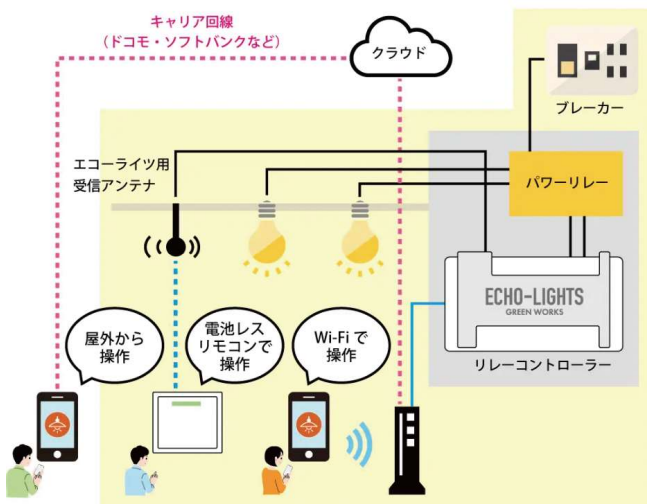 キャリア回線
（ドコモ・ソフトバンクなど）
クラウド
ブレーカー
エコーライツ用
受信アンテナ
パワーリレー
ECHO-LIGHTS
GREEN WORKS
リレーコントローラー
屋外から
操作
電池レス
リモコンで
操作
Wi-Fi で
操作